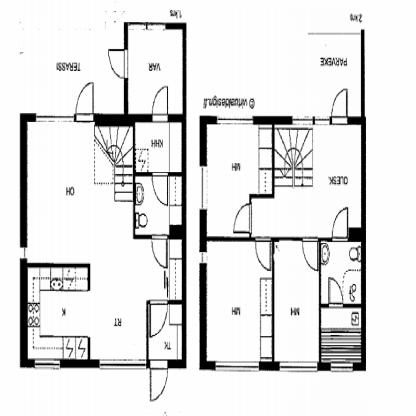 1.krs
2.krs
VAR
TERASSI
PARVEKE
© virtualdesign.fi
KHH
MH
OH
OLESK.
MH
MH
K
RT
TK